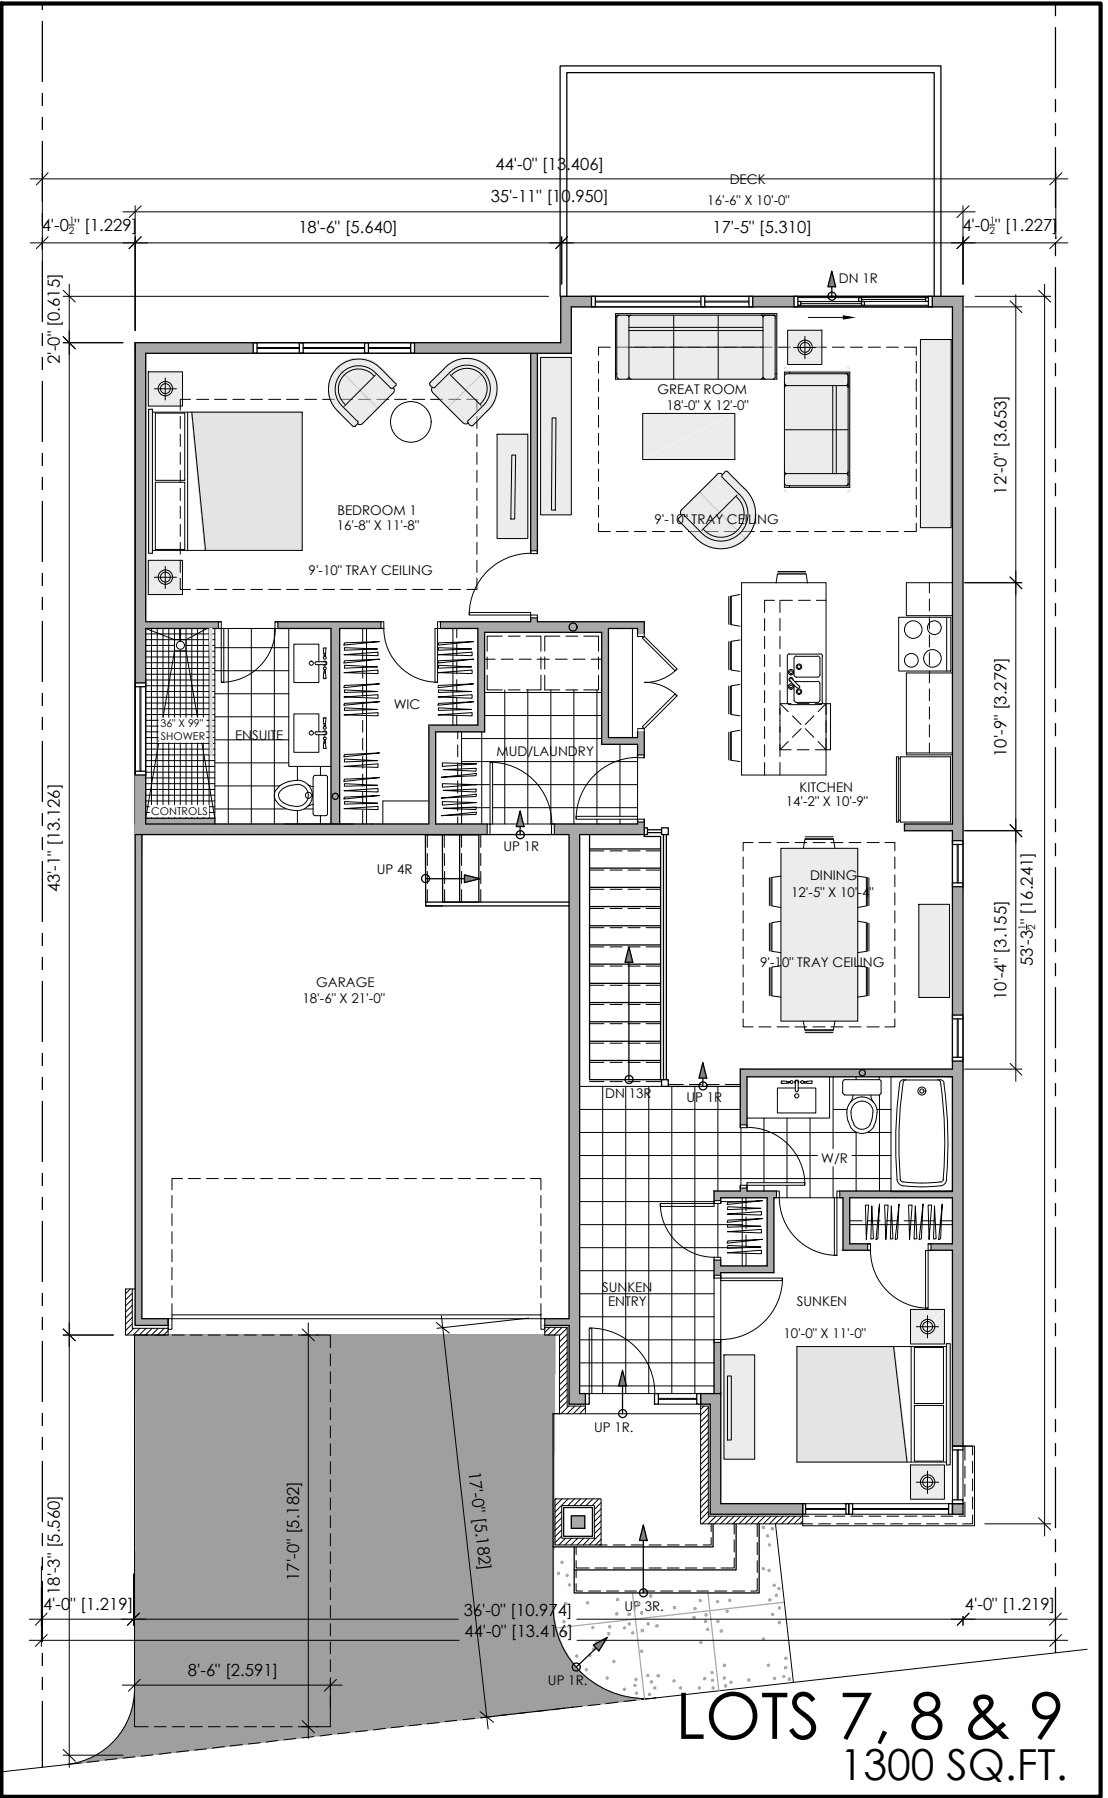 44'-0" [13.406]
DECK
16'-6" X 10'-0"
35'-11" [10.950]
4'-0½" [1.229]
18'-6" [5.640]
17'-5" [5.310]
4'-0½" [1.227]
2'-0" [0.615]
DN 1R
GREAT ROOM
18'-0" X 12'-0"
12'-0" [3.653]
BEDROOM 1
16'-8" X 11'-8"
9'-10" TRAY CEILING
9'-10" TRAY CEILING
36" X 99"
SHOWER
ENSUITE
CONTROLS
WIC
MUD/LAUNDRY
10'-9" [3.279]
KITCHEN
14'-2" X 10'-9"
43'-1" [13.126]
UP 1R
UP 4R
DINING
12'-5" X 10'-4"
9'-10" TRAY CEILING
10'-4" [3.155]
53'-3½" [16.241]
GARAGE
18'-6" X 21'-0"
DN 13R
UP 1R
W/R
SUNKEN
ENTRY
SUNKEN
10'-0" X 11'-0"
UP 1R.
18'-3" [5.560]
17'-0" [5.182]
17'-0" [5.182]
UP 3R.
4'-0" [1.219]
36'-0" [10.974]
4'-0" [1.219]
44'-0" [13.416]
8'-6" [2.591]
UP 1R.
LOTS 7, 8 & 9
1300 SQ.FT.